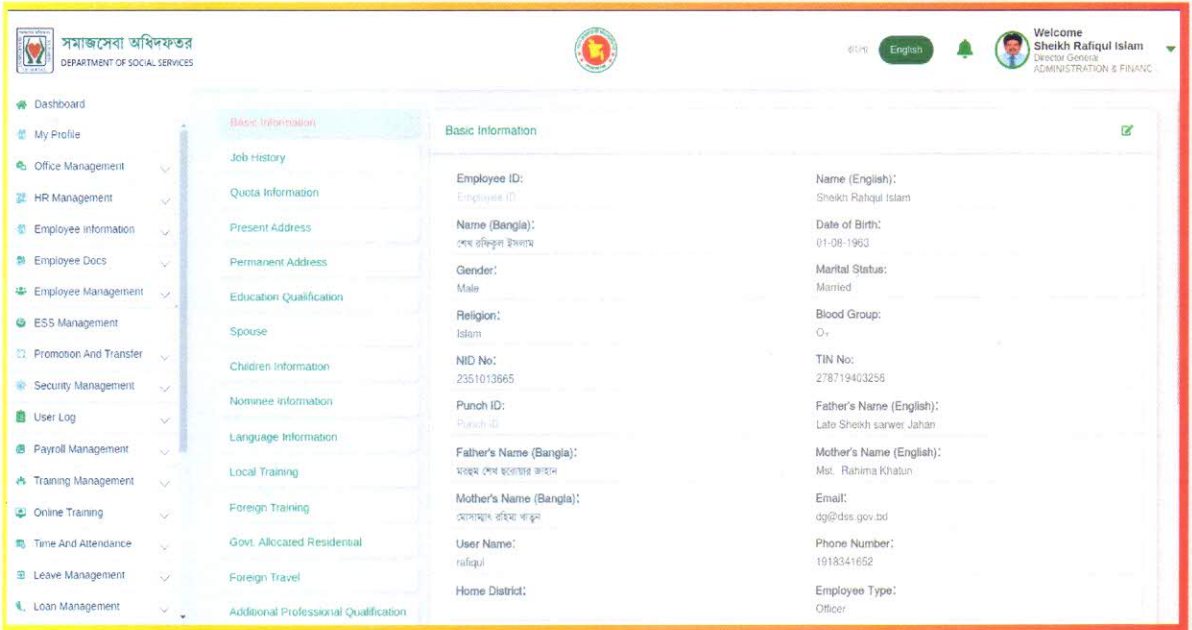 সমাজসেবা অধিদফতর
DEPARTMENT OF SOCIAL SERVICES
বাংলা
English
Welcome
Sheikh Rafiqul Islam
Director General
ADMINISTRATION & FINANC
Dashboard
My Profile
Office Management
HR Management
Employee Information
Employee Docs
Employee Management
ESS Management
Promotion And Transfer
Security Management
User Log
Payroll Management
Training Management
Online Training
Time And Attendance
Leave Management
Loan Management
Basic Information
Job History
Quota Information
Present Address
Permanent Address
Education Qualification
Spouse
Children Information
Nominee Information
Language Information
Local Training
Foreign Training
Govt. Allocated Residential
Foreign Travel
Additional Professional Qualification
Basic Information
Employee ID:
Employee ID
Name (English):
Sheikh Rafiqul Islam
Name (Bangla):
শেখ রফিকুল ইসলাম
Date of Birth:
01-08-1963
Gender:
Male
Marital Status:
Married
Religion:
Islam
Blood Group:
O+
NID No:
2351013665
TIN No:
278719403256
Punch ID:
Punch ID
Father's Name (English):
Late Sheikh sarwer Jahan
Father's Name (Bangla):
মরহুম শেখ ছরোয়ার জাহান
Mother's Name (English):
Mst. Rahima Khatun
Mother's Name (Bangla):
মোসাম্মাৎ রহিমা খাতুন
Email:
dg@dss.gov.bd
User Name:
rafiqul
Phone Number:
1918341652
Home District:
Employee Type:
Officer